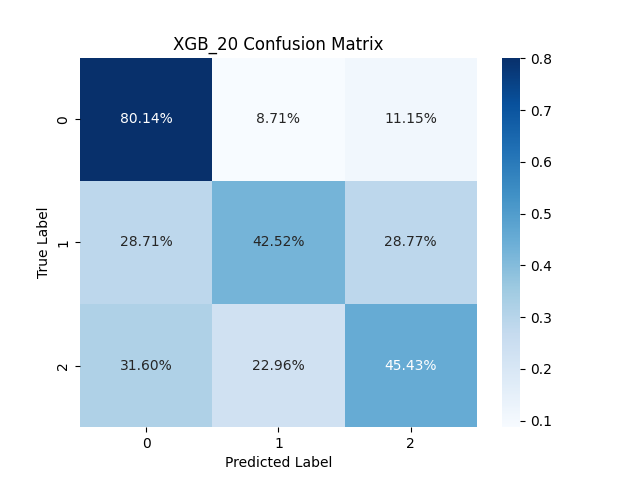 XGB_20 Confusion Matrix
0 80.14% 8.71% 11.15%
1 28.71% 42.52% 28.77%
2 31.60% 22.96% 45.43%
0 1 2
Predicted Label
True Label
0.8
0.7
0.6
0.5
0.4
0.3
0.2
0.1